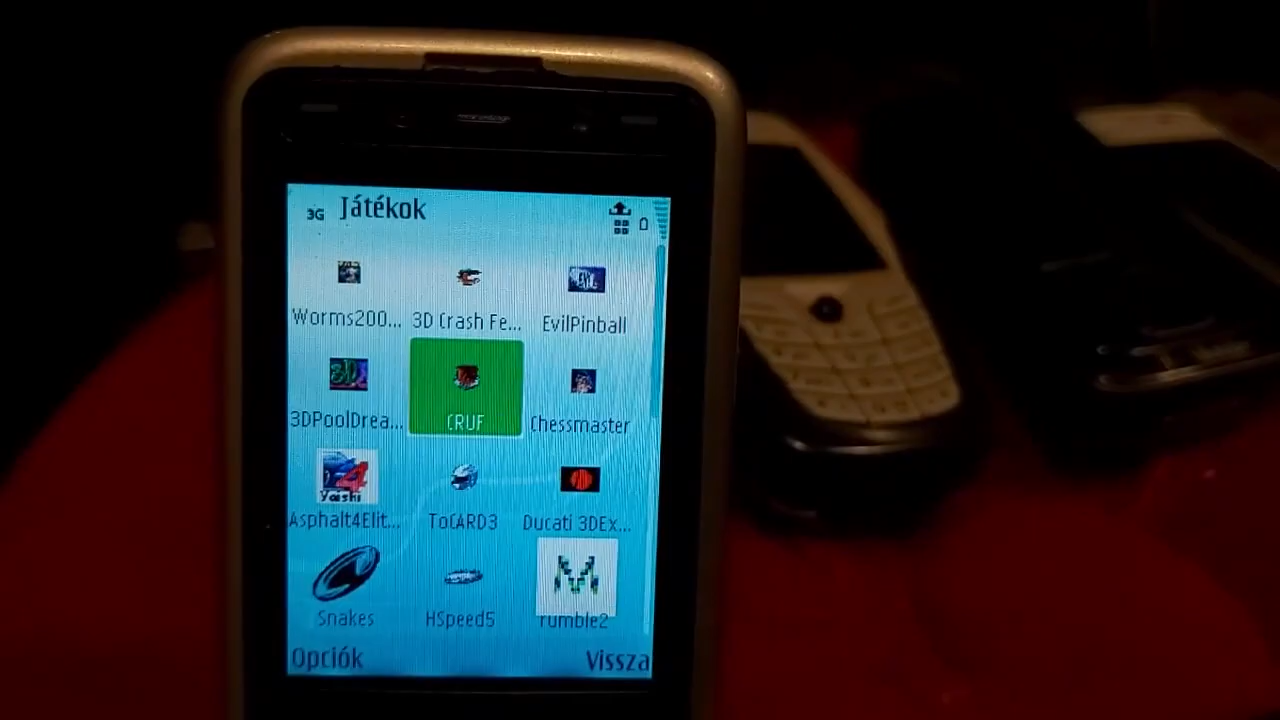 3G Játékok
Worms200... 3D Crash Fe... EvilPinball
3DPoolDrea... CRUF Chessmaster
Asphalt4Elit... ToCARD3 Ducati 3DEx...
Snakes HSpeed5 rumble2
Opciók Vissza